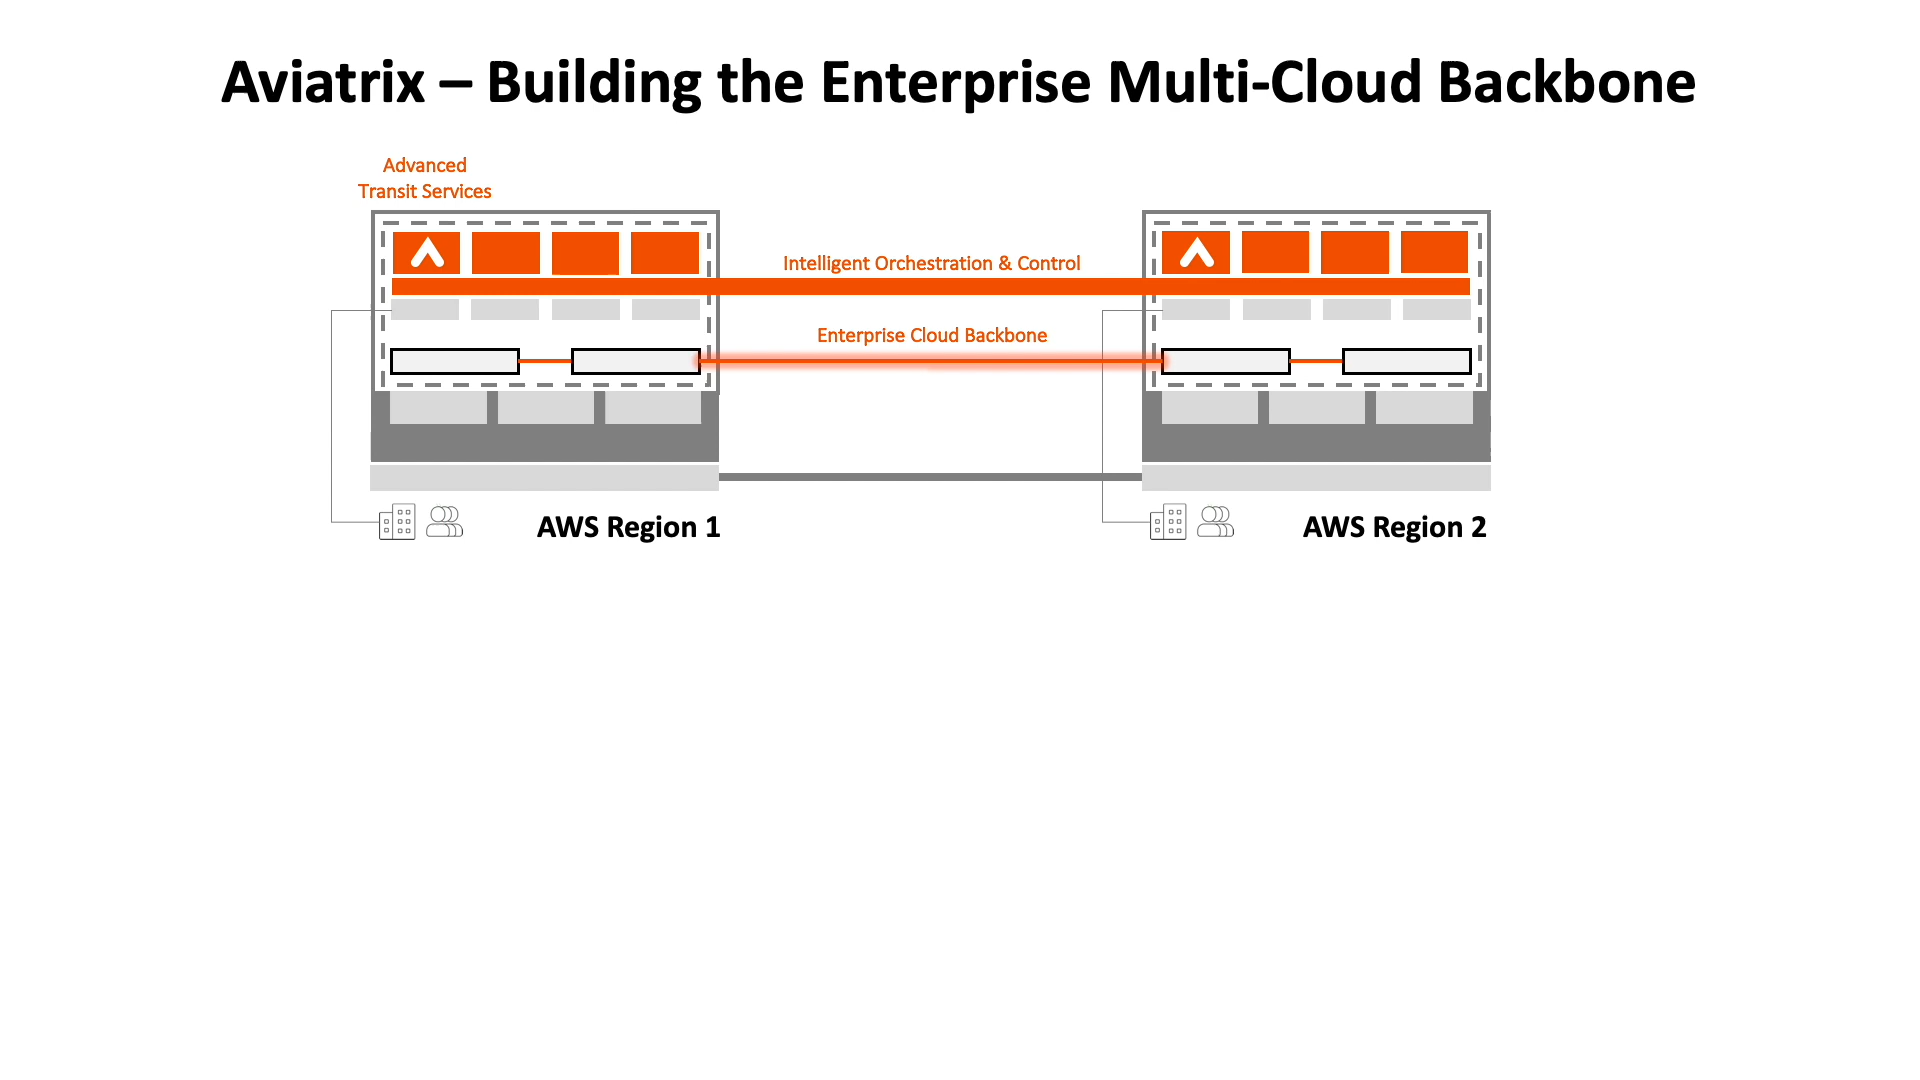 Aviatrix – Building the Enterprise Multi-Cloud Backbone
Advanced
Transit Services
Intelligent Orchestration & Control
Enterprise Cloud Backbone
AWS Region 1
AWS Region 2